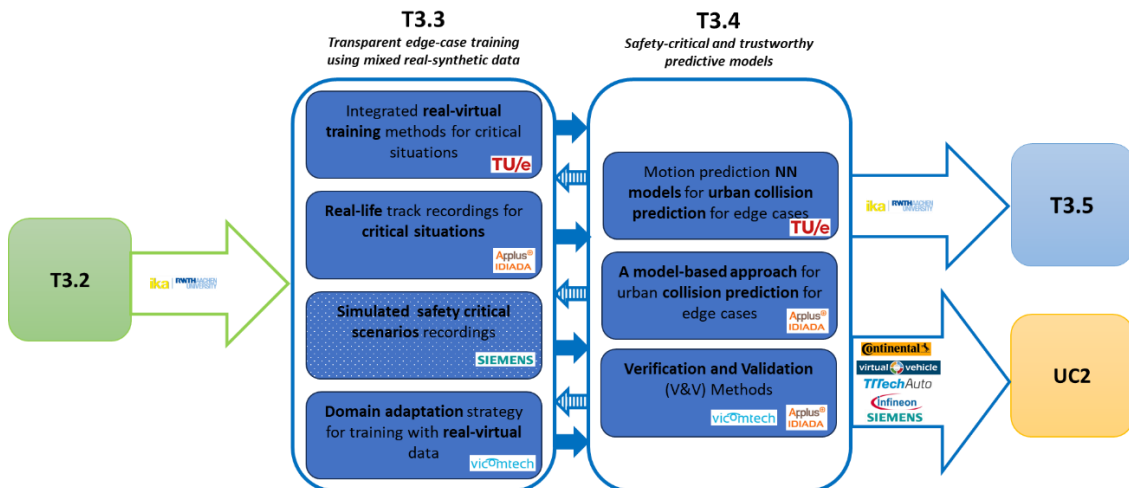 T3.3
Transparent edge-case training
using mixed real-synthetic data
T3.4
Safety-critical and trustworthy
predictive models
T3.2
ika RWTH AACHEN
UNIVERSITY
Integrated real-virtual
training methods for critical
situations
TU/e
Real-life track recordings for
critical situations
Applus⊕
IDIADA
Simulated safety critical
scenarios recordings
SIEMENS
Domain adaptation strategy
for training with real-virtual
data
vicomtech
Motion prediction NN
models for urban collision
prediction for edge cases
TU/e
A model-based approach for
urban collision prediction for
edge cases
Applus⊕
IDIADA
Verification and Validation
(V&V) Methods
vicomtech
Applus⊕
IDIADA
ika RWTH AACHEN
UNIVERSITY
T3.5
Continental
virtual vehicle
TTTech Auto
infineon
SIEMENS
UC2